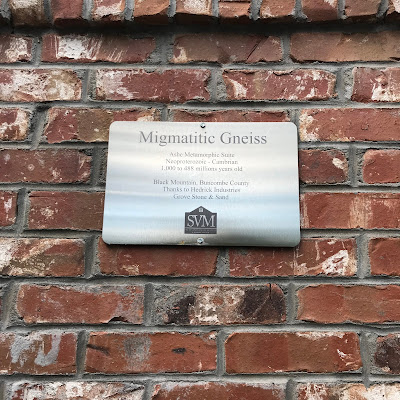 Migmatitic Gneiss
Ashe Metamorphic Suite
Neoproterozoic - Cambrian
1,000 to 488 millions years old
Black Mountain, Buncombe County
Thanks to Hedrick Industries
Grove Stone & Sand
SVM